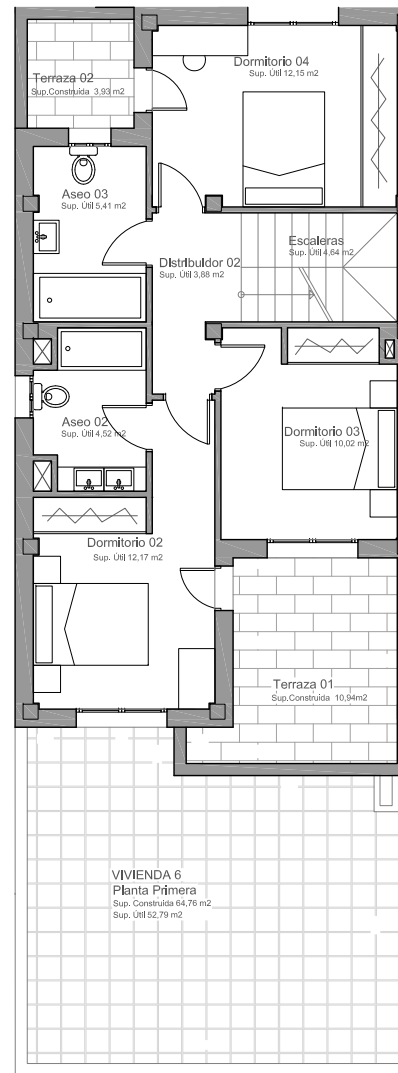 Dormitorio 04
Sup. Útil 12,15 m2
Terraza 02
Sup.Construida 3,93 m2
Aseo 03
Sup. Útil 5,41 m2
Escaleras
Sup. Útil 4,64 m2
Distribuidor 02
Sup. Útil 3,88 m2
Aseo 02
Sup. Útil 4,52 m2
Dormitorio 03
Sup. Útil 10,02 m2
Dormitorio 02
Sup. Útil 12,17 m2
Terraza 01
Sup.Construida 10,94m2
VIVIENDA 6
Planta Primera
Sup. Construida 64,76 m2
Sup. Útil 52,79 m2